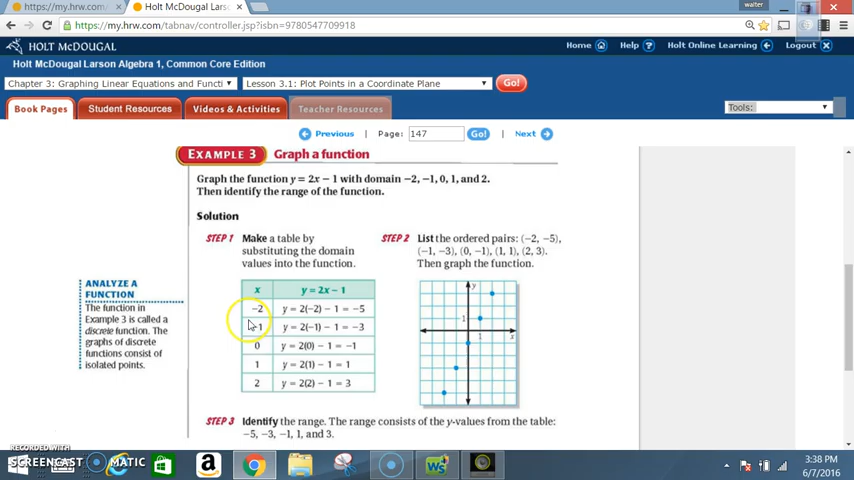 https://my.hrw.com/tabnav/c
Holt McDougal Larson Alg
walter
https://my.hrw.com/tabnav/controller.jsp?isbn=9780547709918
HOLT McDOUGAL
Home
Help
Holt Online Learning
Logout
Holt McDougal Larson Algebra 1, Common Core Edition
Chapter 3: Graphing Linear Equations and Functi
Lesson 3.1: Plot Points in a Coordinate Plane
Go!
Book Pages
Student Resources
Videos & Activities
Teacher Resources
Tools:
Previous | Page: 147 Go! | Next
EXAMPLE 3 Graph a function
Graph the function y = 2x − 1 with domain −2, −1, 0, 1, and 2.
Then identify the range of the function.
Solution
STEP 1 Make a table by
substituting the domain
values into the function.
STEP 2 List the ordered pairs: (−2, −5),
(−1, −3), (0, −1), (1, 1), (2, 3).
Then graph the function.
x y = 2x − 1
−2 y = 2(−2) − 1 = −5
−1 y = 2(−1) − 1 = −3
0 y = 2(0) − 1 = −1
1 y = 2(1) − 1 = 1
2 y = 2(2) − 1 = 3
y
1
1
x
ANALYZE A
FUNCTION
The function in
Example 3 is called a
discrete function. The
graphs of discrete
functions consist of
isolated points.
STEP 3 Identify the range. The range consists of the y-values from the table:
−5, −3, −1, 1, and 3.
RECORDED WITH
SCREENCAST MATIC
WS
3:38 PM
6/7/2016